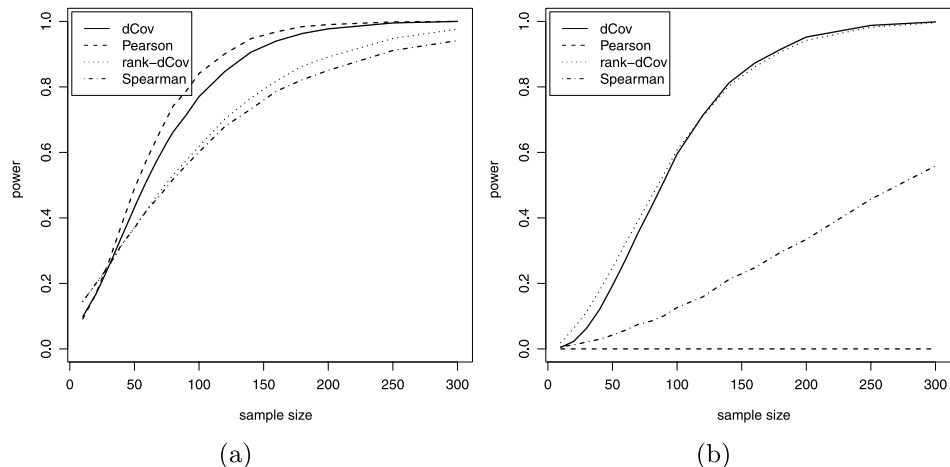 dCov
Pearson
rank−dCov
Spearman
power
0.0
0.2
0.4
0.6
0.8
1.0
0 50 100 150 200 250 300
sample size
(a)
dCov
Pearson
rank−dCov
Spearman
power
0.0
0.2
0.4
0.6
0.8
1.0
0 50 100 150 200 250 300
sample size
(b)